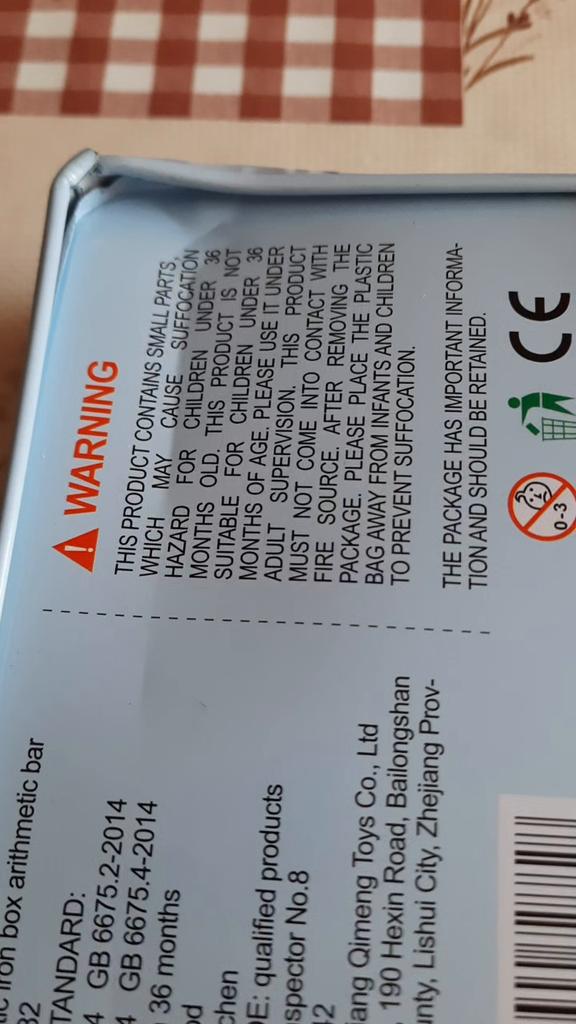 WARNING
THIS PRODUCT CONTAINS SMALL PARTS,
WHICH MAY CAUSE SUFFOCATION
HAZARD FOR CHILDREN UNDER 36
MONTHS OLD. THIS PRODUCT IS NOT
SUITABLE FOR CHILDREN UNDER 36
MONTHS OF AGE. PLEASE USE IT UNDER
ADULT SUPERVISION. THIS PRODUCT
MUST NOT COME INTO CONTACT WITH
FIRE SOURCE. AFTER REMOVING THE
PACKAGE. PLEASE PLACE THE PLASTIC
BAG AWAY FROM INFANTS AND CHILDREN
TO PREVENT SUFFOCATION.
THE PACKAGE HAS IMPORTANT INFORMA-
TION AND SHOULD BE RETAINED.
0-3
CE
iron box arithmetic bar
32
TANDARD:
4 GB 6675.2-2014
4 GB 6675.4-2014
36 months
od
chen
DE: qualified products
spector No.8
2
iang Qimeng Toys Co., Ltd
190 Hexin Road, Bailongshan
unty, Lishui City, Zhejiang Prov-